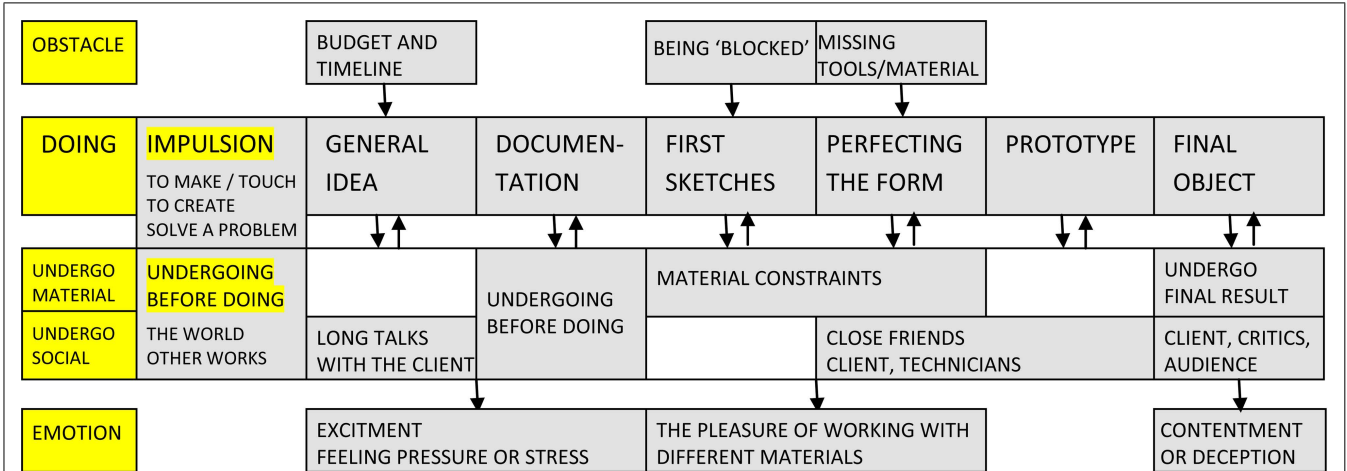 OBSTACLE
BUDGET AND
TIMELINE
BEING ‘BLOCKED’
MISSING
TOOLS/MATERIAL
DOING
IMPULSION
TO MAKE / TOUCH
TO CREATE
SOLVE A PROBLEM
GENERAL
IDEA
DOCUMEN-
TATION
FIRST
SKETCHES
PERFECTING
THE FORM
PROTOTYPE
FINAL
OBJECT
UNDERGO
MATERIAL
UNDERGOING
BEFORE DOING
UNDERGOING
BEFORE DOING
MATERIAL CONSTRAINTS
UNDERGO
FINAL RESULT
UNDERGO
SOCIAL
THE WORLD
OTHER WORKS
LONG TALKS
WITH THE CLIENT
CLOSE FRIENDS
CLIENT, TECHNICIANS
CLIENT, CRITICS,
AUDIENCE
EMOTION
EXCITMENT
FEELING PRESSURE OR STRESS
THE PLEASURE OF WORKING WITH
DIFFERENT MATERIALS
CONTENTMENT
OR DECEPTION